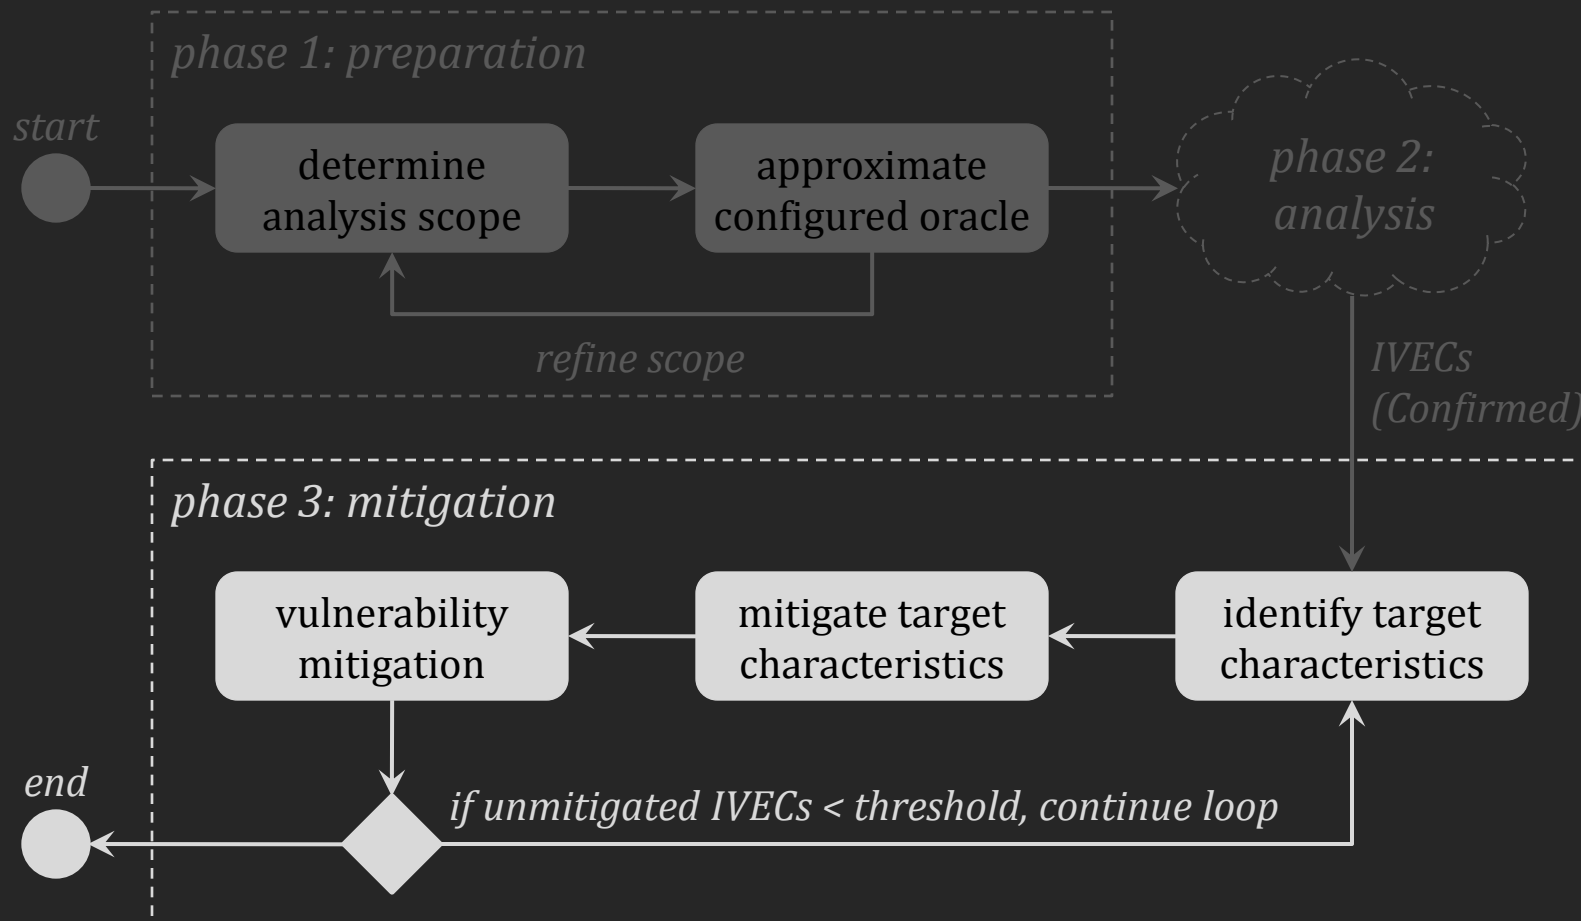 phase 1: preparation
start
determine
analysis scope
approximate
configured oracle
phase 2:
analysis
refine scope
IVECs
(Confirmed)
phase 3: mitigation
vulnerability
mitigation
mitigate target
characteristics
identify target
characteristics
end
if unmitigated IVECs < threshold, continue loop